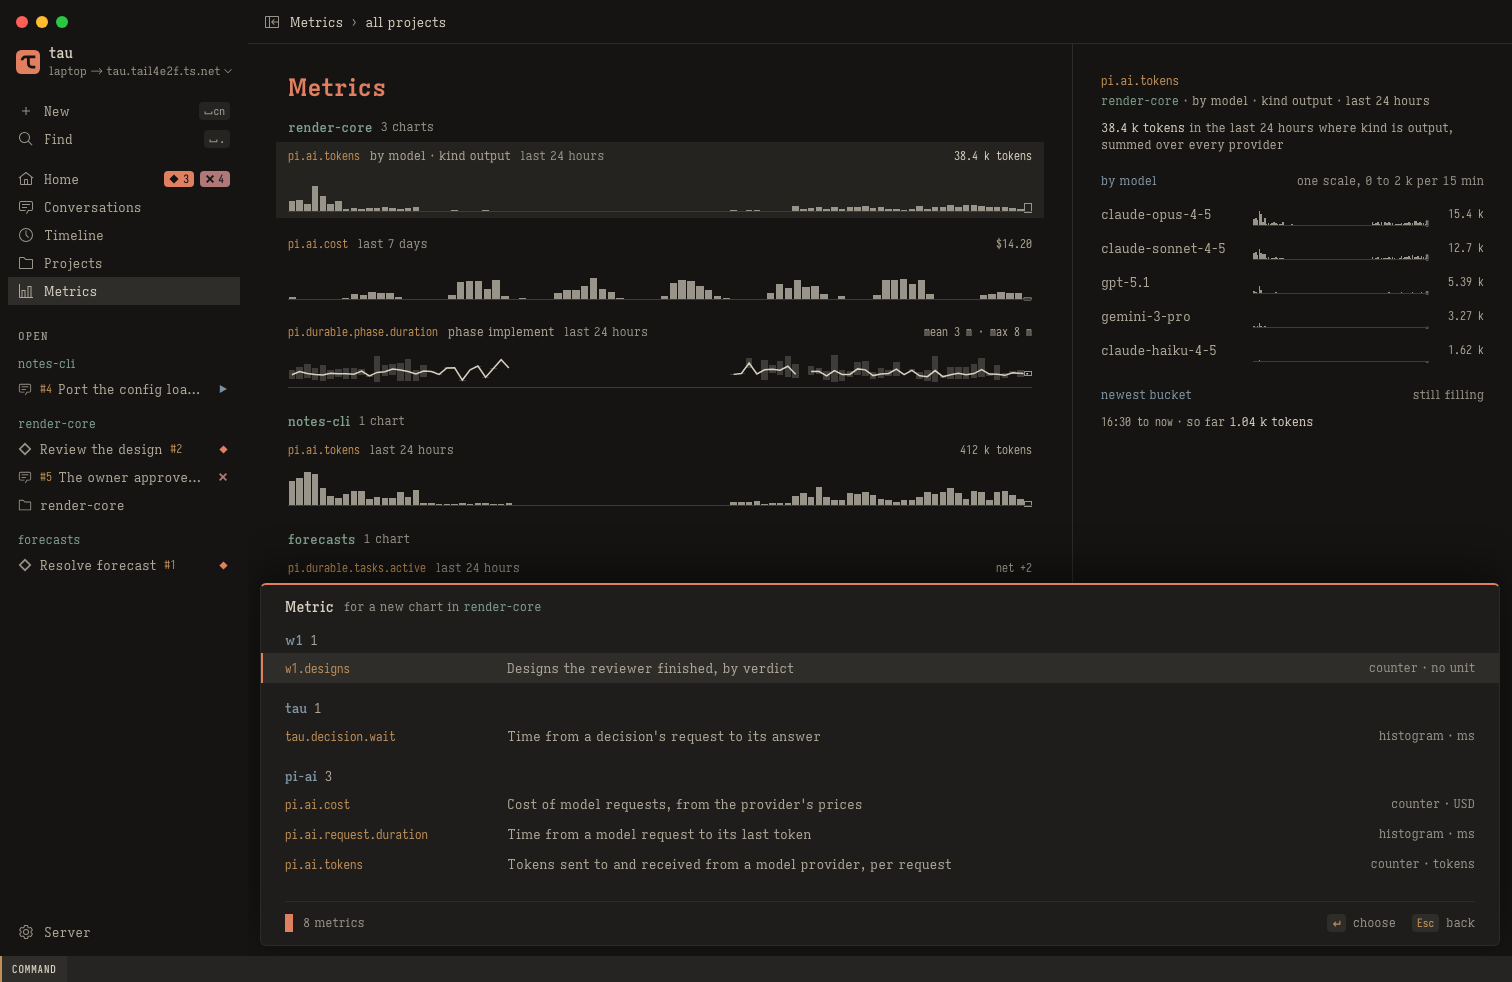 tau
laptop → tau.tail4e2f.ts.net
New
cn
Find
.
Home
3
4
Conversations
Timeline
Projects
Metrics
OPEN
notes-cli
#4 Port the config loa...
render-core
Review the design #2
#5 The owner approve...
render-core
forecasts
Resolve forecast #1
Server
COMMAND
Metrics › all projects
Metrics
render-core 3 charts
pi.ai.tokens by model · kind output last 24 hours 38.4 k tokens
pi.ai.cost last 7 days $14.20
pi.durable.phase.duration phase implement last 24 hours mean 3 m · max 8 m
notes-cli 1 chart
pi.ai.tokens last 24 hours 412 k tokens
forecasts 1 chart
pi.durable.tasks.active last 24 hours net +2
pi.ai.tokens
render-core · by model · kind output · last 24 hours
38.4 k tokens in the last 24 hours where kind is output,
summed over every provider
by model one scale, 0 to 2 k per 15 min
claude-opus-4-5 15.4 k
claude-sonnet-4-5 12.7 k
gpt-5.1 5.39 k
gemini-3-pro 3.27 k
claude-haiku-4-5 1.62 k
newest bucket still filling
16:30 to now · so far 1.04 k tokens
Metric for a new chart in render-core
w1 1
w1.designs Designs the reviewer finished, by verdict counter · no unit
tau 1
tau.decision.wait Time from a decision's request to its answer histogram · ms
pi-ai 3
pi.ai.cost Cost of model requests, from the provider's prices counter · USD
pi.ai.request.duration Time from a model request to its last token histogram · ms
pi.ai.tokens Tokens sent to and received from a model provider, per request counter · tokens
8 metrics
↵ choose Esc back